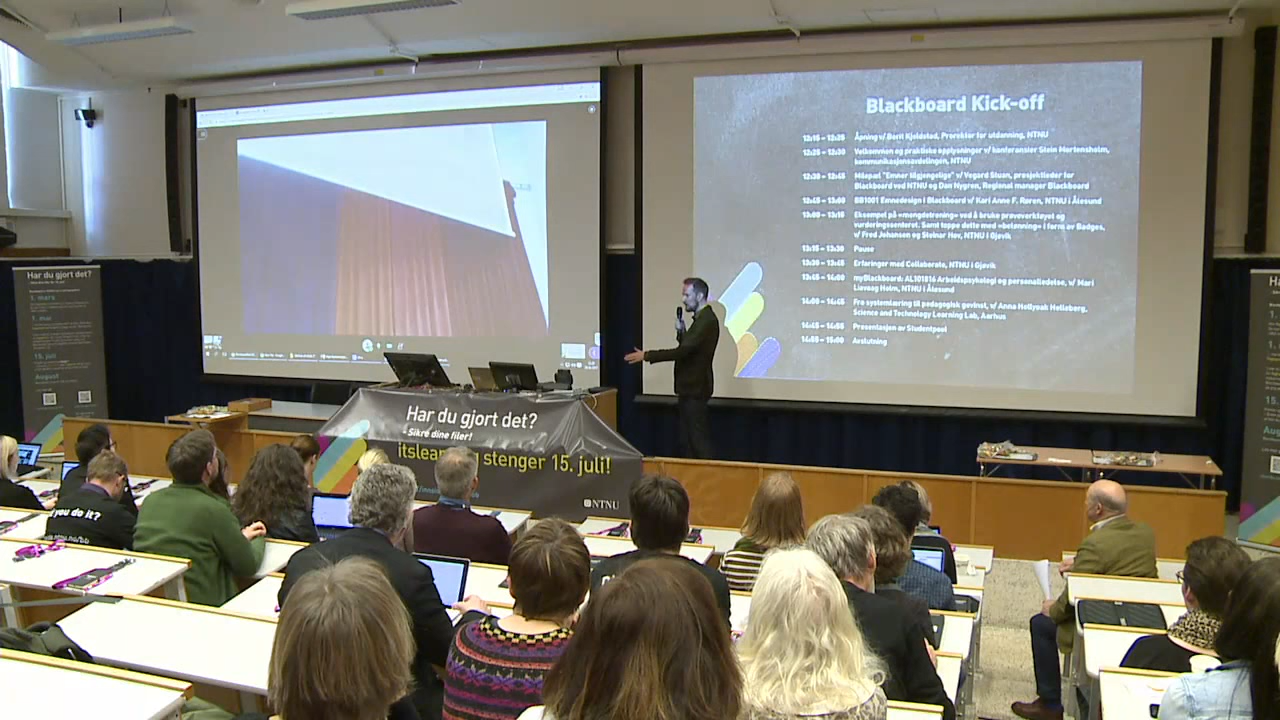 Blackboard Kick-off
12:15 – 12:25 Åpning v/ Berit Kjeldstad, Prorektor for utdanning, NTNU
12:25 – 12:30 Velkommen og praktiske opplysninger v/ konferansier Stein Mortensholm,
kommunikasjonsavdelingen, NTNU
12:30 – 12:45 Milepæl "Emner tilgjengelige" v/ Vegard Stuan, prosjektleder for
Blackboard ved NTNU og Dan Nygren, Regional manager Blackboard
12:45 – 13:00 BB1001 Emnedesign i Blackboard v/ Kari Anne F. Røren, NTNU i Ålesund
13:00 – 13:15 Eksempel på «mengdetrening» ved å bruke prøveverktøyet og
vurderingssenteret. Samt toppe dette med «belønning» i form av Badges,
v/ Fred Johansen og Steinar Hov, NTNU i Gjøvik
13:15 – 13:30 Pause
13:30 – 13:45 Erfaringer med Collaborate, NTNU i Gjøvik
13:45 – 14:00 myBlackboard: AL101816 Arbeidspsykologi og personalledelse, v/ Mari
Lievaag Holm, NTNU i Ålesund
14:00 – 14:45 Fra systemlæring til pedagogisk gevinst, v/ Anna Hollyoak Helleberg,
Science and Technology Learning Lab, Aarhus
14:45 – 14:55 Presentasjon av Studentpool
14:55 – 15:00 Avslutning
Har du gjort det?
1. mars
1. mai
15. juli
August
Har du gjort det?
- Sikre dine filer!
itslearning stenger 15. juli!
NTNU
you do it?